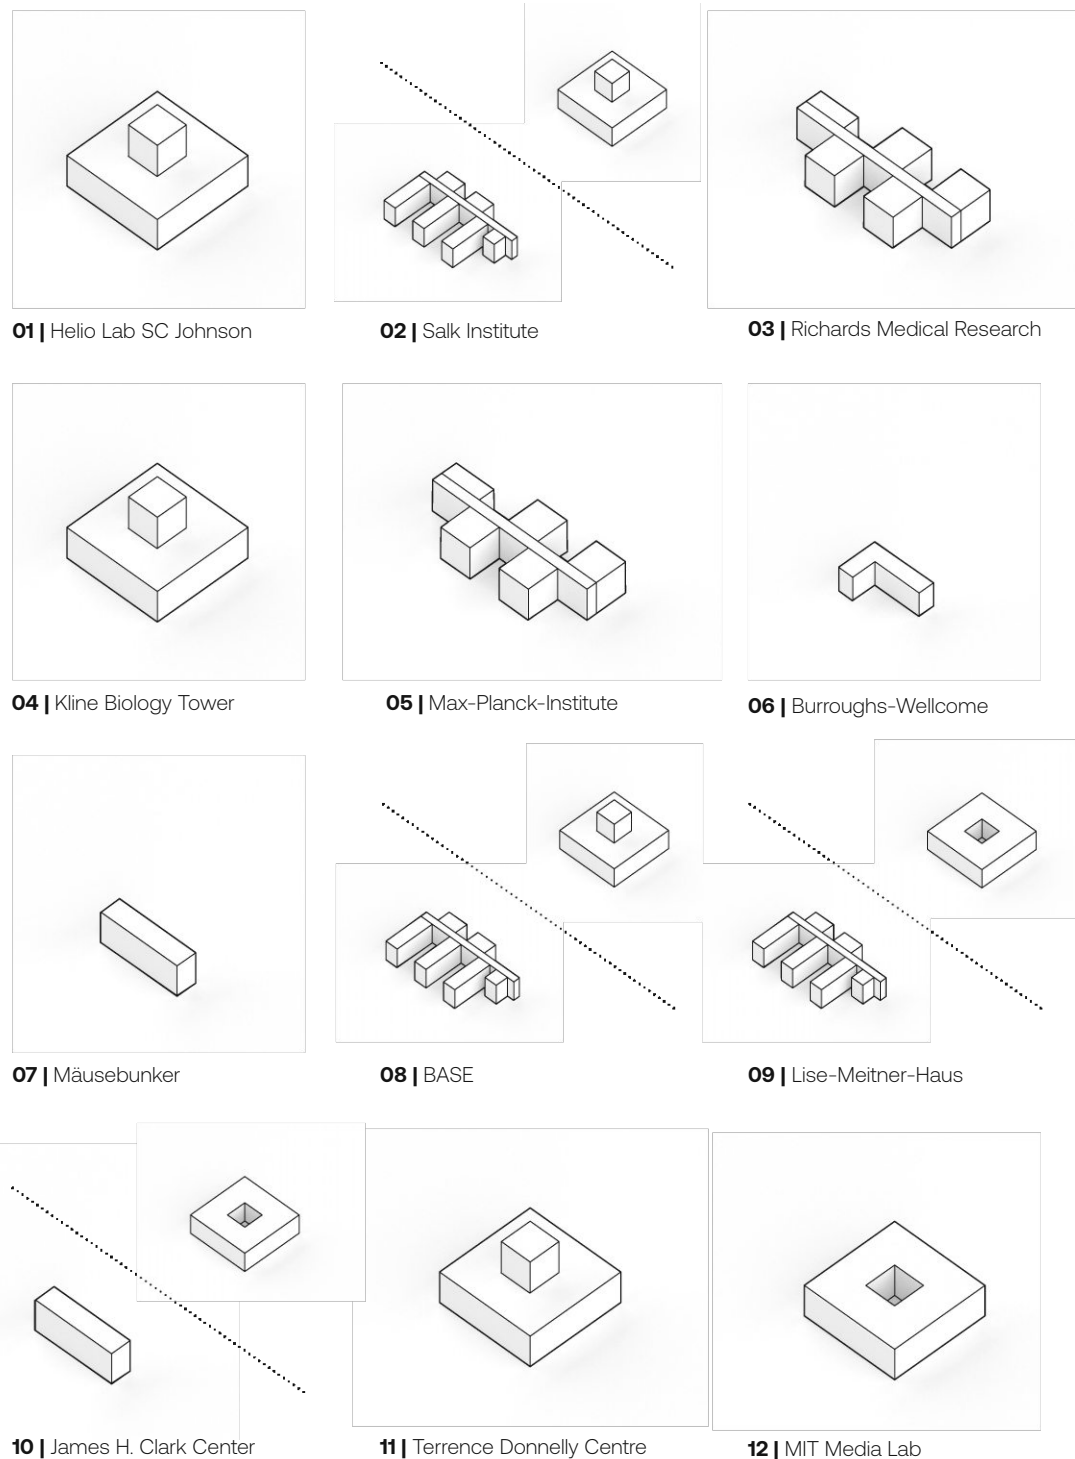 01 | Helio Lab SC Johnson
02 | Salk Institute
03 | Richards Medical Research
04 | Kline Biology Tower
05 | Max-Planck-Institute
06 | Burroughs-Wellcome
07 | Mäusebunker
08 | BASE
09 | Lise-Meitner-Haus
10 | James H. Clark Center
11 | Terrence Donnelly Centre
12 | MIT Media Lab